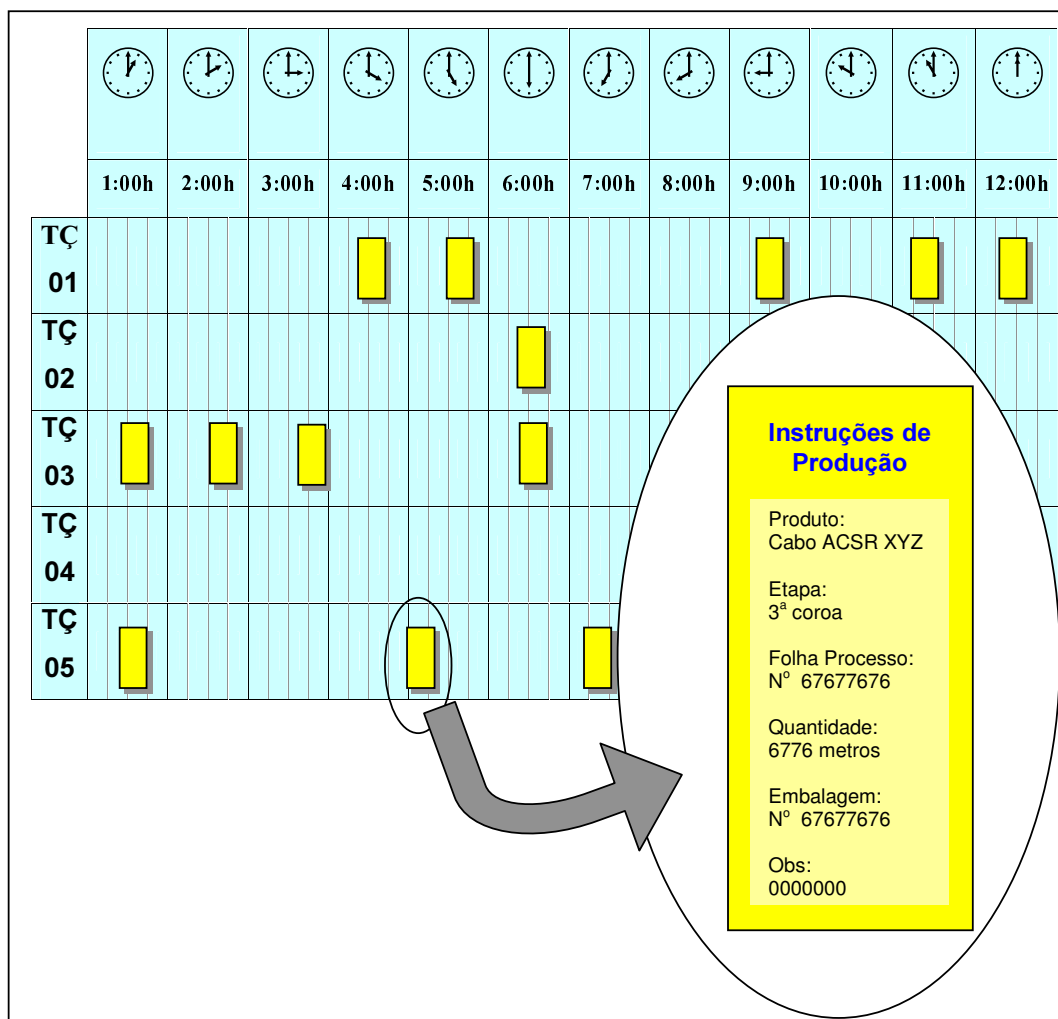 1:00h 2:00h 3:00h 4:00h 5:00h 6:00h 7:00h 8:00h 9:00h 10:00h 11:00h 12:00h
TÇ
01
TÇ
02
TÇ
03
TÇ
04
TÇ
05
Instruções de
Produção
Produto:
Cabo ACSR XYZ
Etapa:
3ª coroa
Folha Processo:
Nº 67677676
Quantidade:
6776 metros
Embalagem:
Nº 67677676
Obs:
0000000